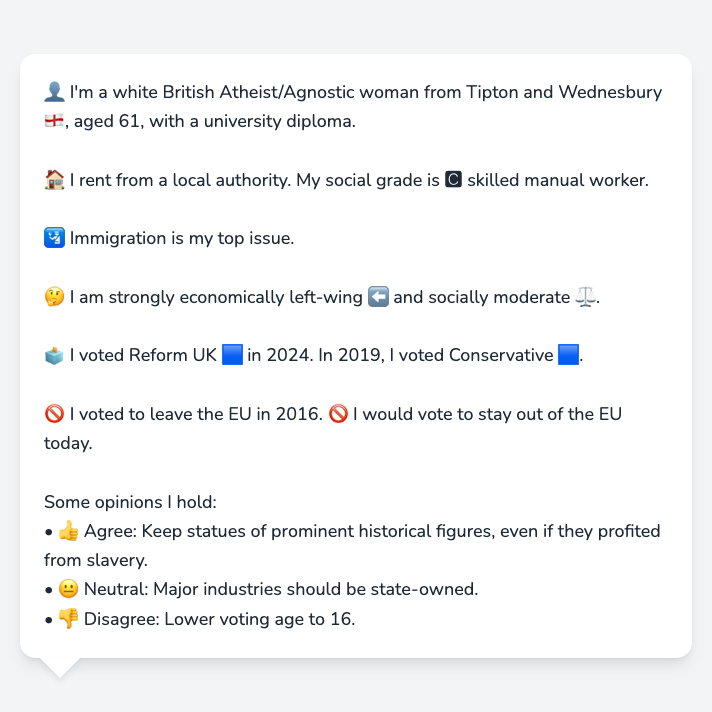 👤 I'm a white British Atheist/Agnostic woman from Tipton and Wednesbury
🏴󠁧󠁢󠁥󠁮󠁧󠁿, aged 61, with a university diploma.
🏠 I rent from a local authority. My social grade is 🅲 skilled manual worker.
🛂 Immigration is my top issue.
🤔 I am strongly economically left-wing ⬅️ and socially moderate ⚖️.
🗳️ I voted Reform UK 🟦 in 2024. In 2019, I voted Conservative 🟦.
🚫 I voted to leave the EU in 2016. 🚫 I would vote to stay out of the EU
today.
Some opinions I hold:
• 👍 Agree: Keep statues of prominent historical figures, even if they profited
from slavery.
• 😐 Neutral: Major industries should be state-owned.
• 👎 Disagree: Lower voting age to 16.